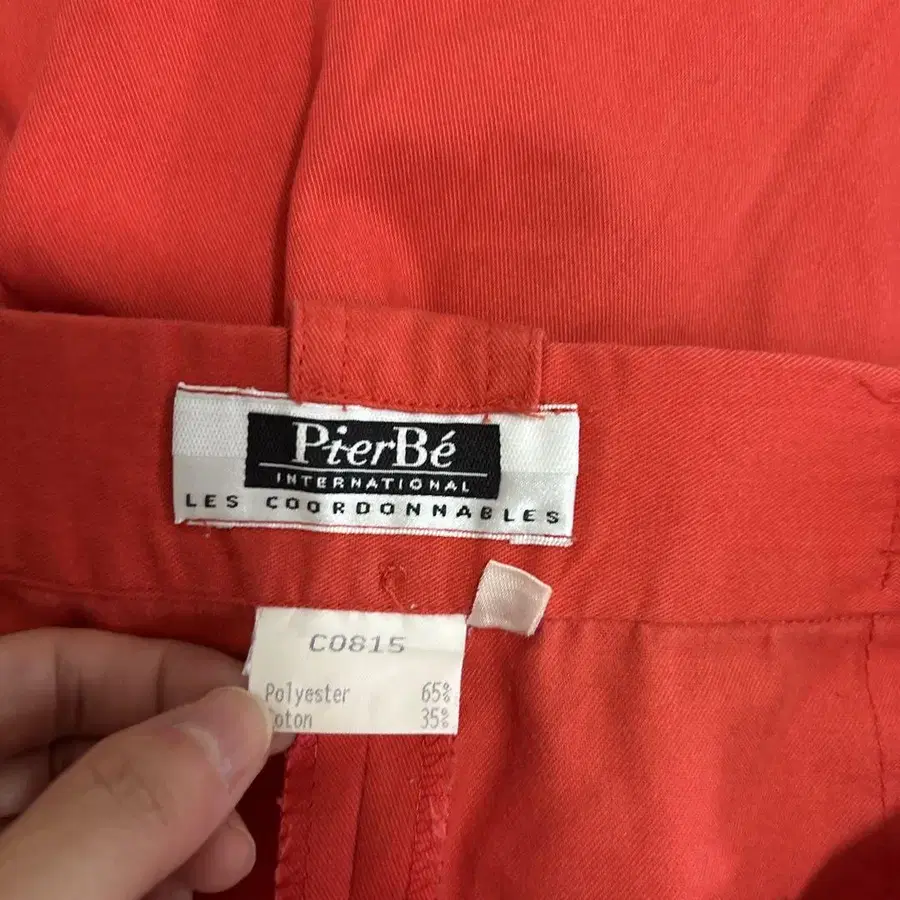 PierBé
INTERNATIONAL
LES COORDONNABLES
C0815
Polyester 65%
35%